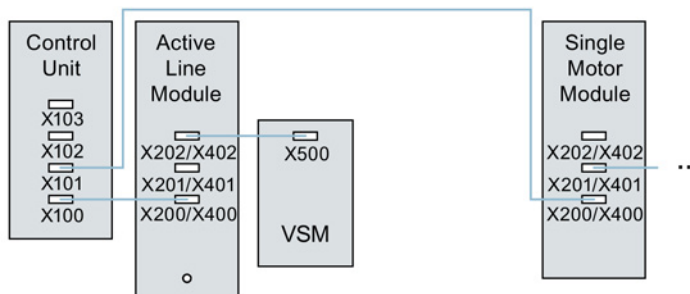 Control
Unit
X103
X102
X101
X100
Active
Line
Module
X202/X402
X201/X401
X200/X400
X500
VSM
Single
Motor
Module
X202/X402
X201/X401
X200/X400
..